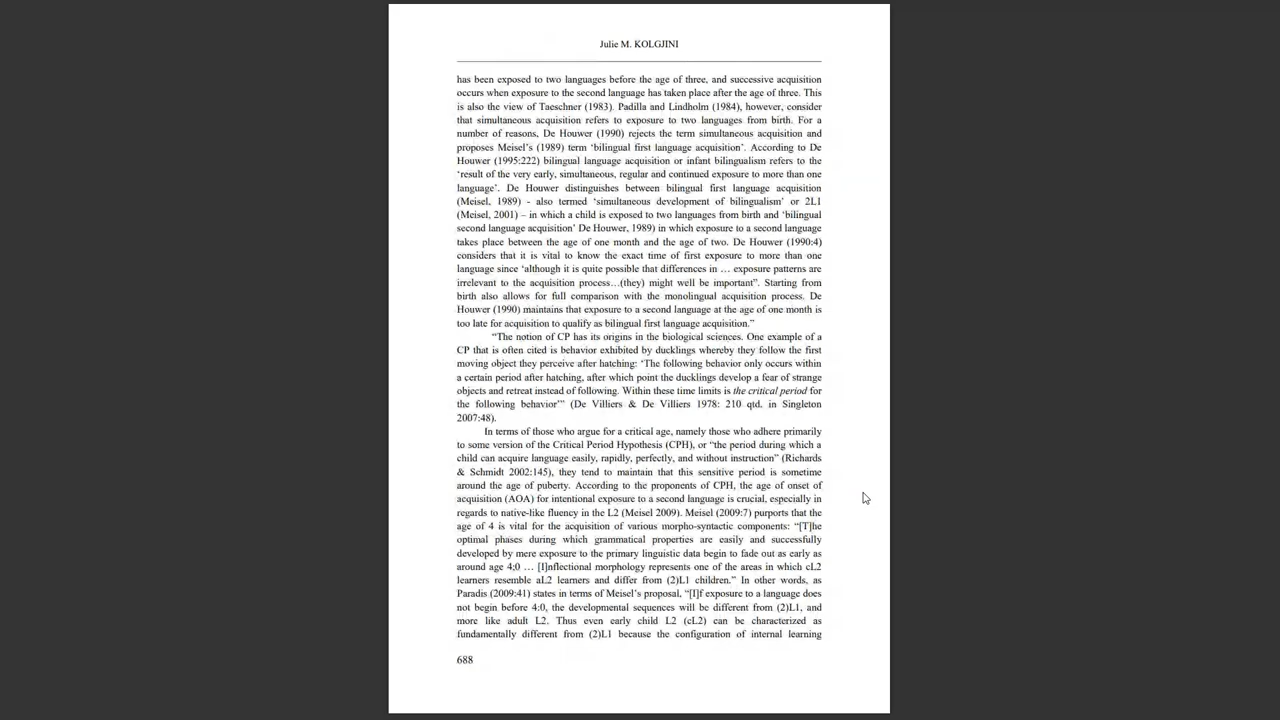 Julie M. KOLGJINI
has been exposed to two languages before the age of three, and successive acquisition
occurs when exposure to the second language has taken place after the age of three. This
is also the view of Taeschner (1983). Padilla and Lindholm (1984), however, consider
that simultaneous acquisition refers to exposure to two languages from birth. For a
number of reasons, De Houwer (1990) rejects the term simultaneous acquisition and
proposes Meisel's (1989) term ‘bilingual first language acquisition’. According to De
Houwer (1995:222) bilingual language acquisition or infant bilingualism refers to the
‘result of the very early, simultaneous, regular and continued exposure to more than one
language’. De Houwer distinguishes between bilingual first language acquisition
(Meisel, 1989) - also termed ‘simultaneous development of bilingualism’ or 2L1
(Meisel, 2001) – in which a child is exposed to two languages from birth and ‘bilingual
second language acquisition’ De Houwer, 1989) in which exposure to a second language
takes place between the age of one month and the age of two. De Houwer (1990:4)
considers that it is vital to know the exact time of first exposure to more than one
language since ‘although it is quite possible that differences in … exposure patterns are
irrelevant to the acquisition process…(they) might well be important”. Starting from
birth also allows for full comparison with the monolingual acquisition process. De
Houwer (1990) maintains that exposure to a second language at the age of one month is
too late for acquisition to qualify as bilingual first language acquisition.”
“The notion of CP has its origins in the biological sciences. One example of a
CP that is often cited is behavior exhibited by ducklings whereby they follow the first
moving object they perceive after hatching: ‘The following behavior only occurs within
a certain period after hatching, after which point the ducklings develop a fear of strange
objects and retreat instead of following. Within these time limits is the critical period for
the following behavior’” (De Villiers & De Villiers 1978: 210 qtd. in Singleton
2007:48).
In terms of those who argue for a critical age, namely those who adhere primarily
to some version of the Critical Period Hypothesis (CPH), or “the period during which a
child can acquire language easily, rapidly, perfectly, and without instruction” (Richards
& Schmidt 2002:145), they tend to maintain that this sensitive period is sometime
around the age of puberty. According to the proponents of CPH, the age of onset of
acquisition (AOA) for intentional exposure to a second language is crucial, especially in
regards to native-like fluency in the L2 (Meisel 2009). Meisel (2009:7) purports that the
age of 4 is vital for the acquisition of various morpho-syntactic components: “[T]he
optimal phases during which grammatical properties are easily and successfully
developed by mere exposure to the primary linguistic data begin to fade out as early as
around age 4;0 … [I]nflectional morphology represents one of the areas in which cL2
learners resemble aL2 learners and differ from (2)L1 children.” In other words, as
Paradis (2009:41) states in terms of Meisel’s proposal, “[I]f exposure to a language does
not begin before 4:0, the developmental sequences will be different from (2)L1, and
more like adult L2. Thus even early child L2 (cL2) can be characterized as
fundamentally different from (2)L1 because the configuration of internal learning
688